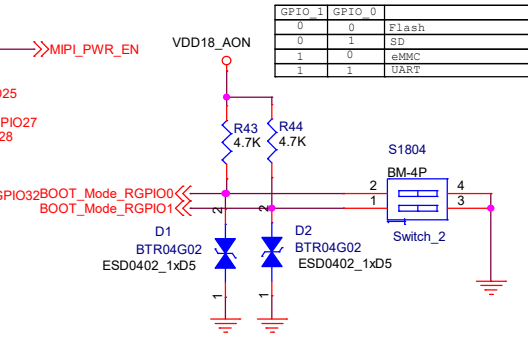 GPIO_1 GPIO_0
0 0 Flash
0 1 SD
1 0 eMMC
1 1 UART
VDD18_AON
MIPI_PWR_EN
O25
PIO27
28
R43 R44
4.7K 4.7K
S1804
BM-4P
GPIO32 BOOT_Mode_RGPIO0
BOOT_Mode_RGPIO1
2 4
1 3
Switch_2
2 2
D1 D2
BTR04G02 BTR04G02
ESD0402_1xD5 ESD0402_1xD5
1 1